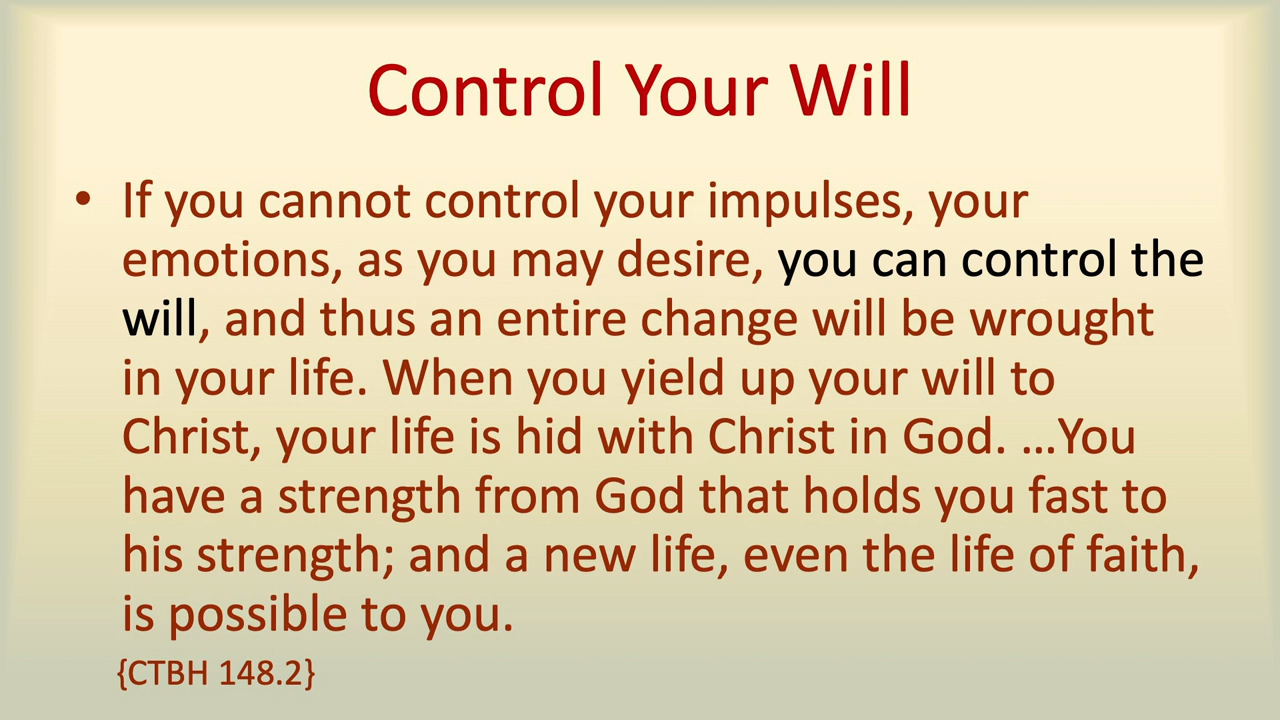 Control Your Will
• If you cannot control your impulses, your
emotions, as you may desire, you can control the
will, and thus an entire change will be wrought
in your life. When you yield up your will to
Christ, your life is hid with Christ in God. …You
have a strength from God that holds you fast to
his strength; and a new life, even the life of faith,
is possible to you.
{CTBH 148.2}